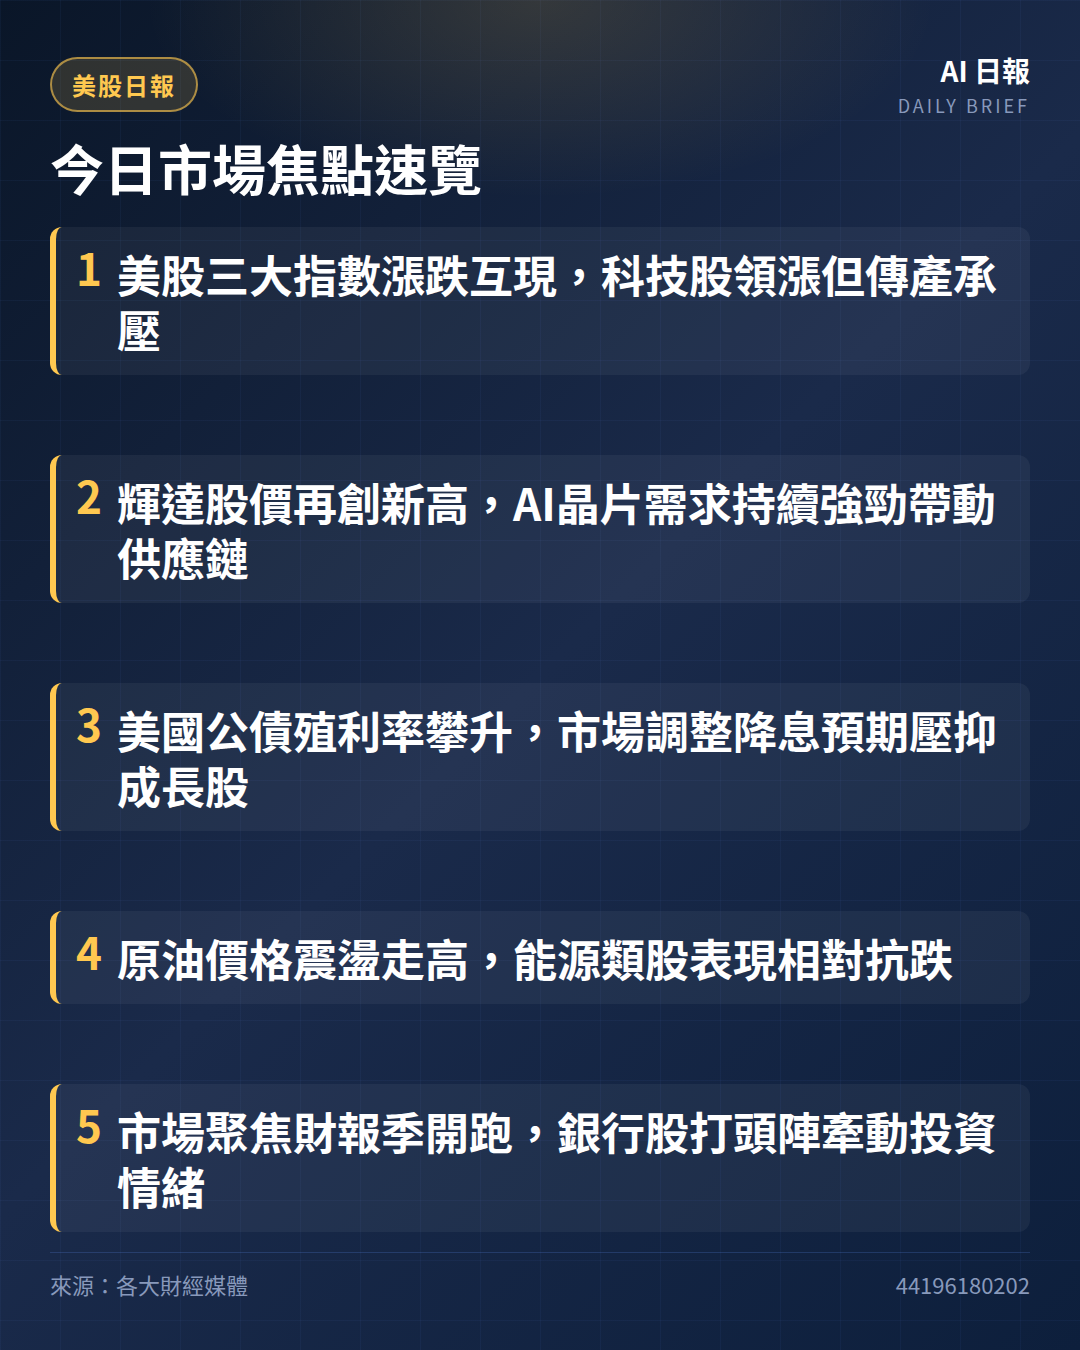 美股日報
AI 日報
DAILY BRIEF
今日市場焦點速覽
1 美股三大指數漲跌互現，科技股領漲但傳產承
壓
2 輝達股價再創新高，AI晶片需求持續強勁帶動
供應鏈
3 美國公債殖利率攀升，市場調整降息預期壓抑
成長股
4 原油價格震盪走高，能源類股表現相對抗跌
5 市場聚焦財報季開跑，銀行股打頭陣牽動投資
情緒
來源：各大財經媒體
44196180202